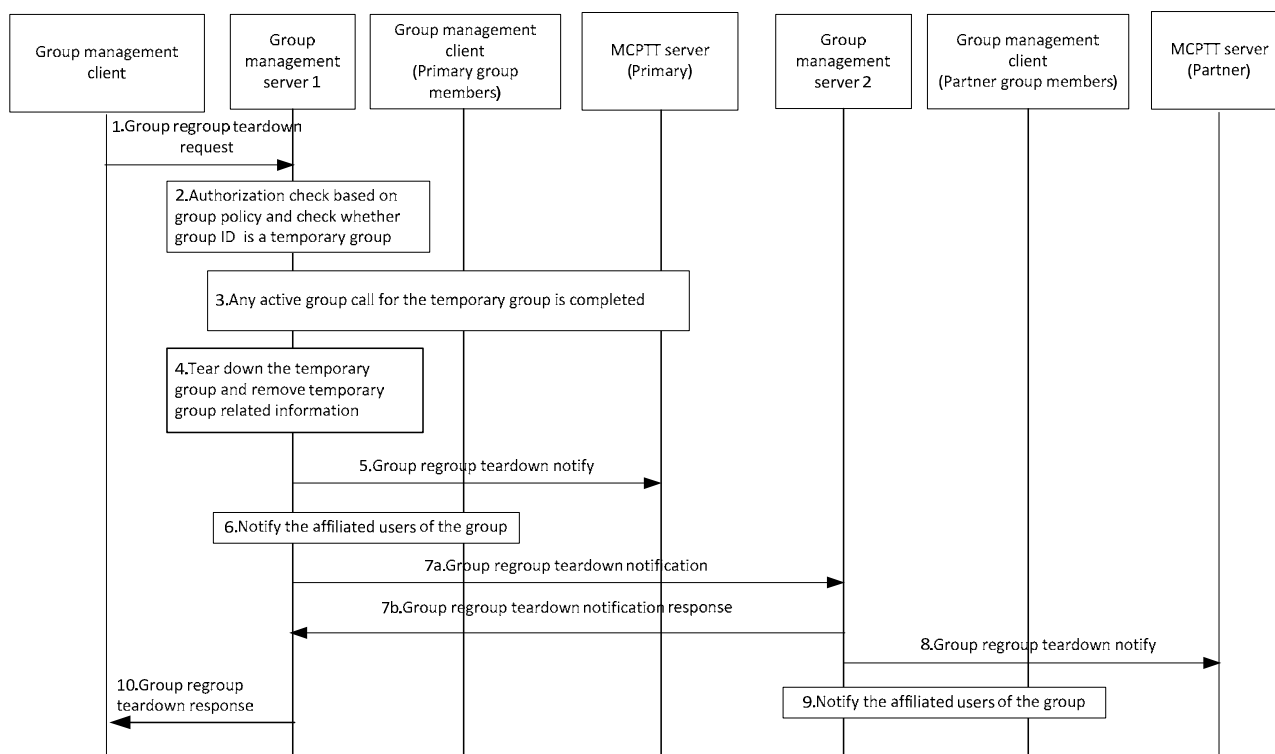 Group management
client
Group
management
server 1
Group management
client
(Primary group
members)
MCPTT server
(Primary)
Group
management
server 2
Group management
client
(Partner group members)
MCPTT server
(Partner)
1.Group regroup teardown
request
2.Authorization check based on
group policy and check whether
group ID is a temporary group
3.Any active group call for the temporary group is completed
4.Tear down the temporary
group and remove temporary
group related information
5.Group regroup teardown notify
6.Notify the affiliated users of the group
7a.Group regroup teardown notification
7b.Group regroup teardown notification response
8.Group regroup teardown notify
9.Notify the affiliated users of the group
10.Group regroup
teardown response